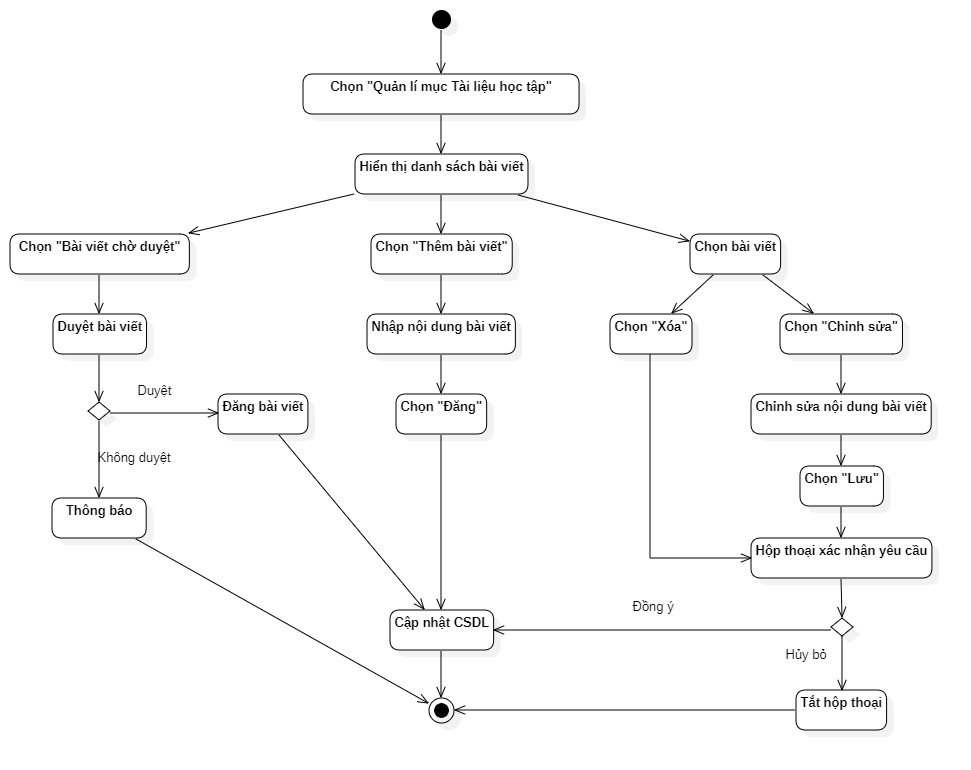 Chọn "Quản lí mục Tài liệu học tập"
Hiển thị danh sách bài viết
Chọn "Bài viết chờ duyệt"
Chọn "Thêm bài viết"
Chọn bài viết
Duyệt bài viết
Nhập nội dung bài viết
Chọn "Xóa"
Chọn "Chỉnh sửa"
Duyệt
Đăng bài viết
Chọn "Đăng"
Chỉnh sửa nội dung bài viết
Không duyệt
Chọn "Lưu"
Thông báo
Hộp thoại xác nhận yêu cầu
Đồng ý
Cập nhật CSDL
Hủy bỏ
Tắt hộp thoại